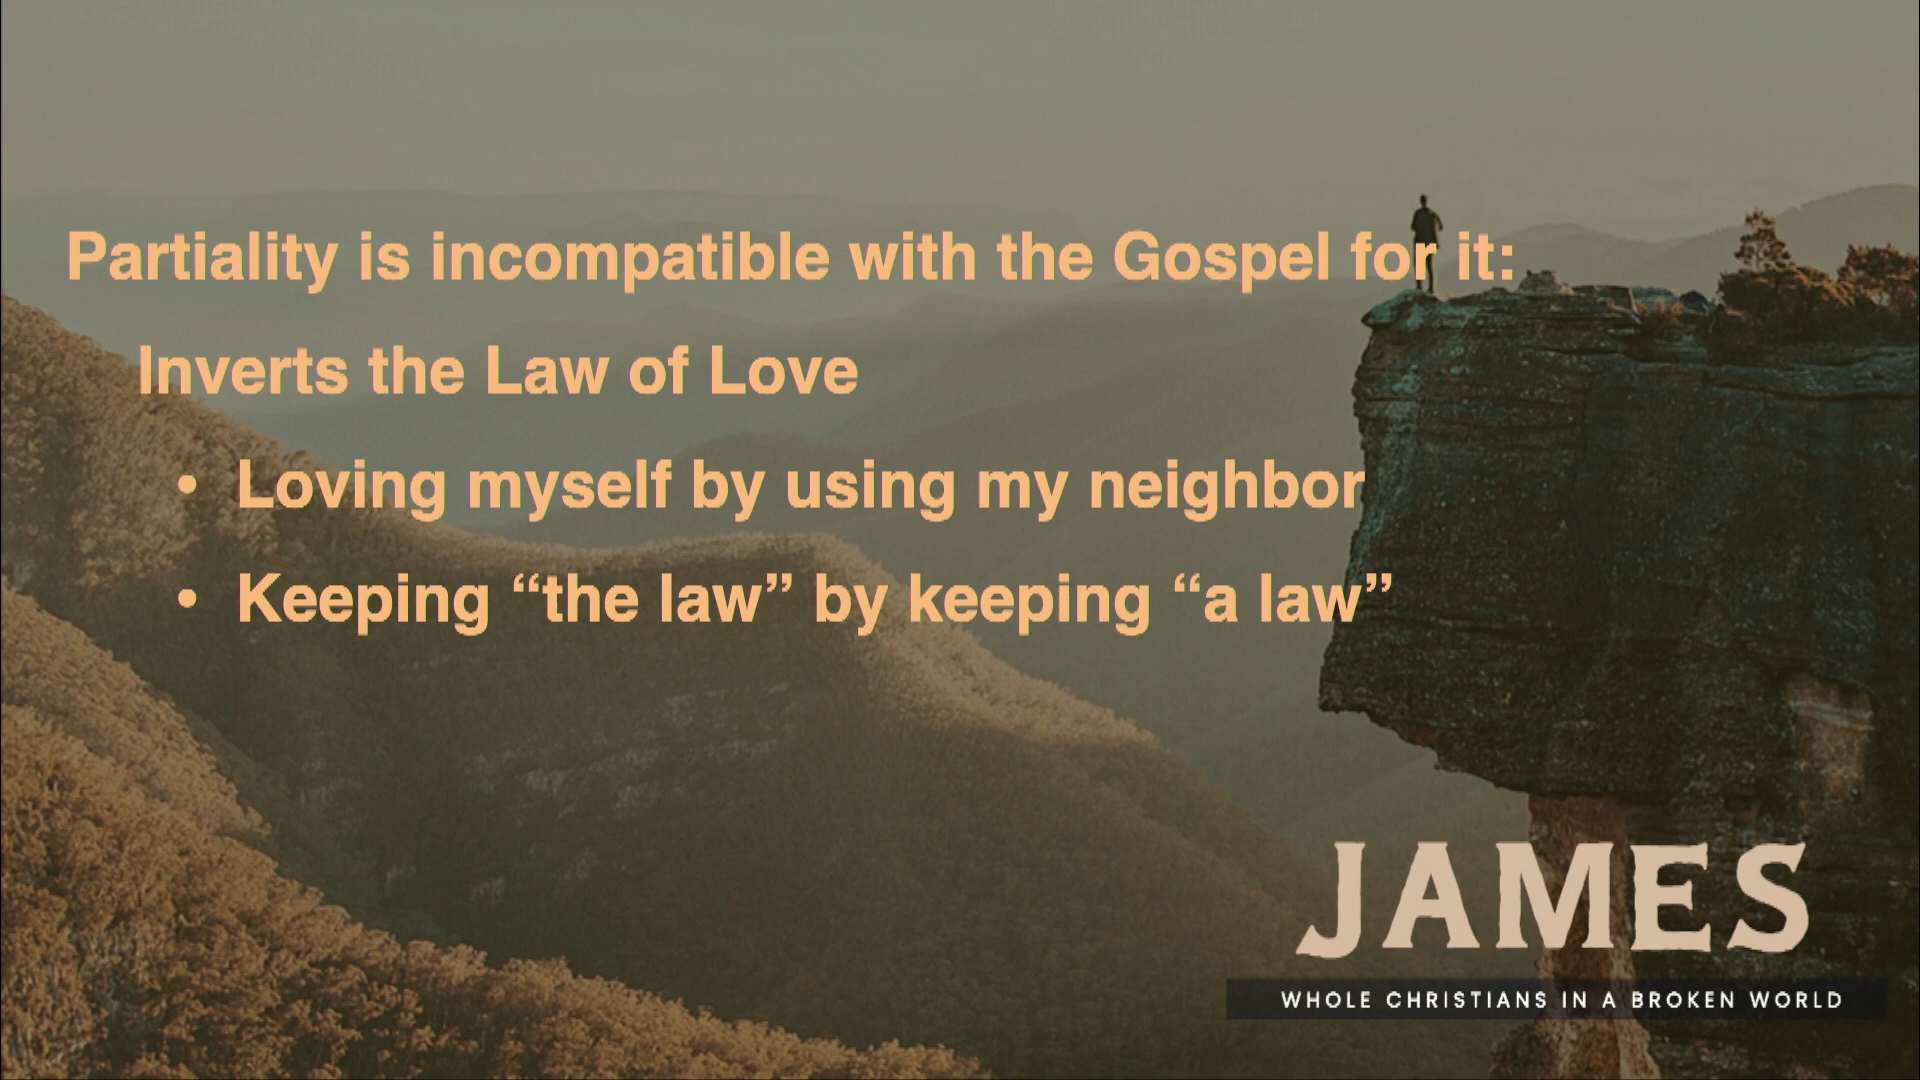 Partiality is incompatible with the Gospel for it:
Inverts the Law of Love
• Loving myself by using my neighbor
• Keeping “the law” by keeping “a law”
JAMES
WHOLE CHRISTIANS IN A BROKEN WORLD